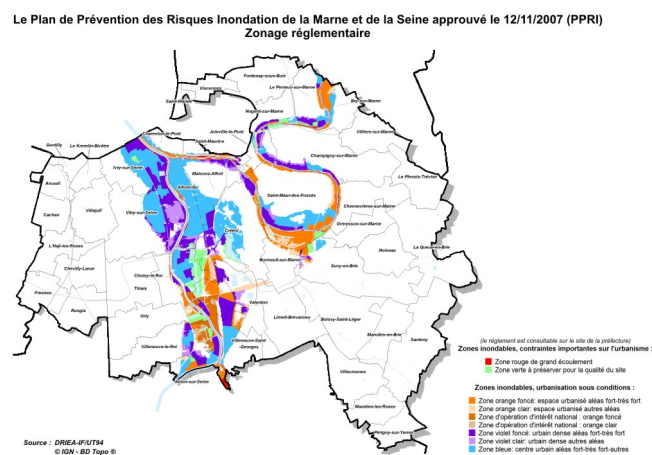 Le Plan de Prévention des Risques Inondation de la Marne et de la Seine approuvé le 12/11/2007 (PPRI)
Zonage réglementaire
Fontenay-sous-Bois
Vincennes
Le Perreux-sur-Marne
Saint-Mandé
Bry-sur-Marne
Nogent-sur-Marne
Charenton-le-Pont
Joinville-le-Pont
Saint-Maurice
Villiers-sur-Marne
Gentilly
Le Kremlin-Bicêtre
Champigny-sur-Marne
Ivry-sur-Seine
Maisons-Alfort
Le Plessis-Trévise
Arcueil
Alfortville
Saint-Maur-des-Fossés
Chennevières-sur-Marne
Villejuif
Vitry-sur-Seine
Cachan
Ormesson-sur-Marne
Créteil
L'Haÿ-les-Roses
Noiseau
La Queue-en-Brie
Bonneuil-sur-Marne
Sucy-en-Brie
Chevilly-Larue
Choisy-le-Roi
Thiais
Fresnes
Rungis
Valenton
Orly
Limeil-Brévannes
Boissy-Saint-Léger
Marolles-en-Brie
Santeny
Villeneuve-le-Roi
Villeneuve-Saint
-Georges
Villecresnes
Ablon-sur-Seine
Mandres-les-Roses
Périgny-sur-Yerres
(le règlement est consultable sur le site de la préfecture)
Zones inondables, contraintes importantes sur l'urbanisme :
Zone rouge de grand écoulement
Zone verte à préserver pour la qualité du site
Zones inondables, urbanisation sous conditions :
Zone orange foncé: espace urbanisé aléas fort-très fort
Zone orange clair: espace urbanisé autres aléas
Zone d'opération d'intérêt national : orange foncé
Zone d'opération d'intérêt national : orange clair
Zone violet foncé: urbain dense aléas fort-très fort
Zone violet clair: urbain dense autres aléas
Zone bleue: centre urbain aléas fort-très fort-autres
Source : DRIEA-IF/UT94
© IGN - BD Topo ®